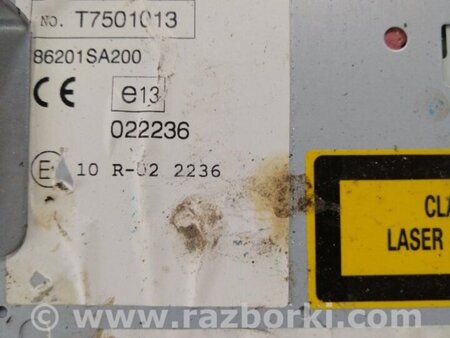 NO. T7501013
86201SA200
CE e13
022236
E 10 R-02 2236
CLA
LASER
www.razborki.com